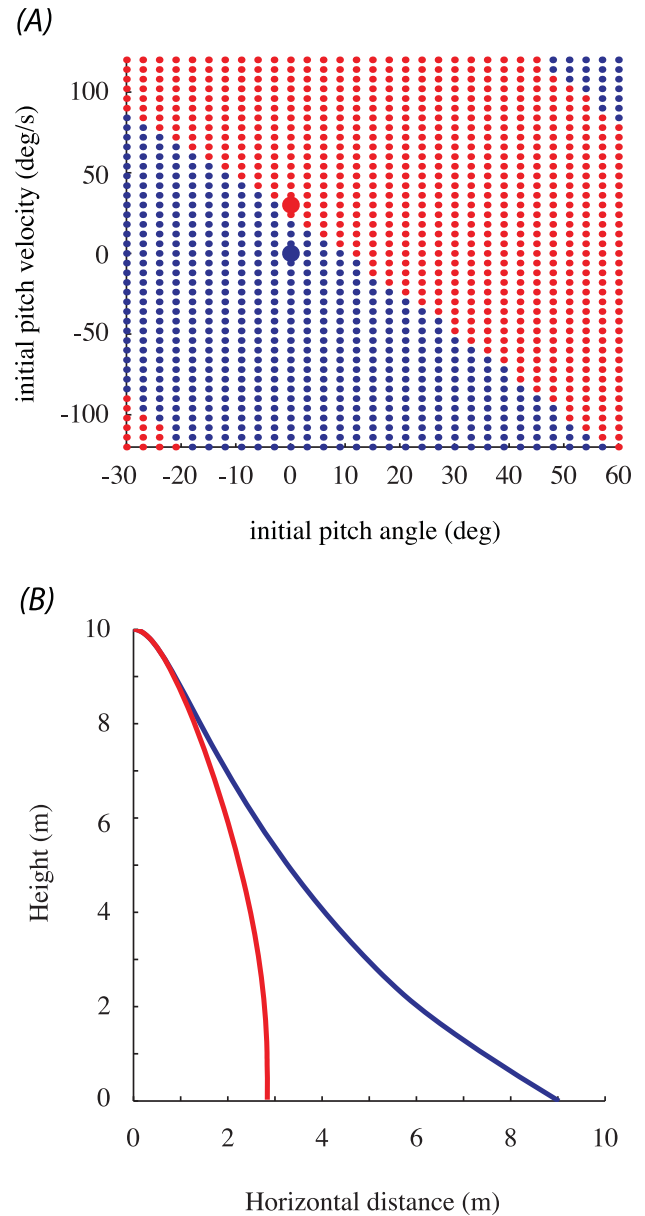 (A)
initial pitch velocity (deg/s)
100
50
0
-50
-100
-30 -20 -10 0 10 20 30 40 50 60
initial pitch angle (deg)
(B)
Height (m)
10
8
6
4
2
0
0 2 4 6 8 10
Horizontal distance (m)